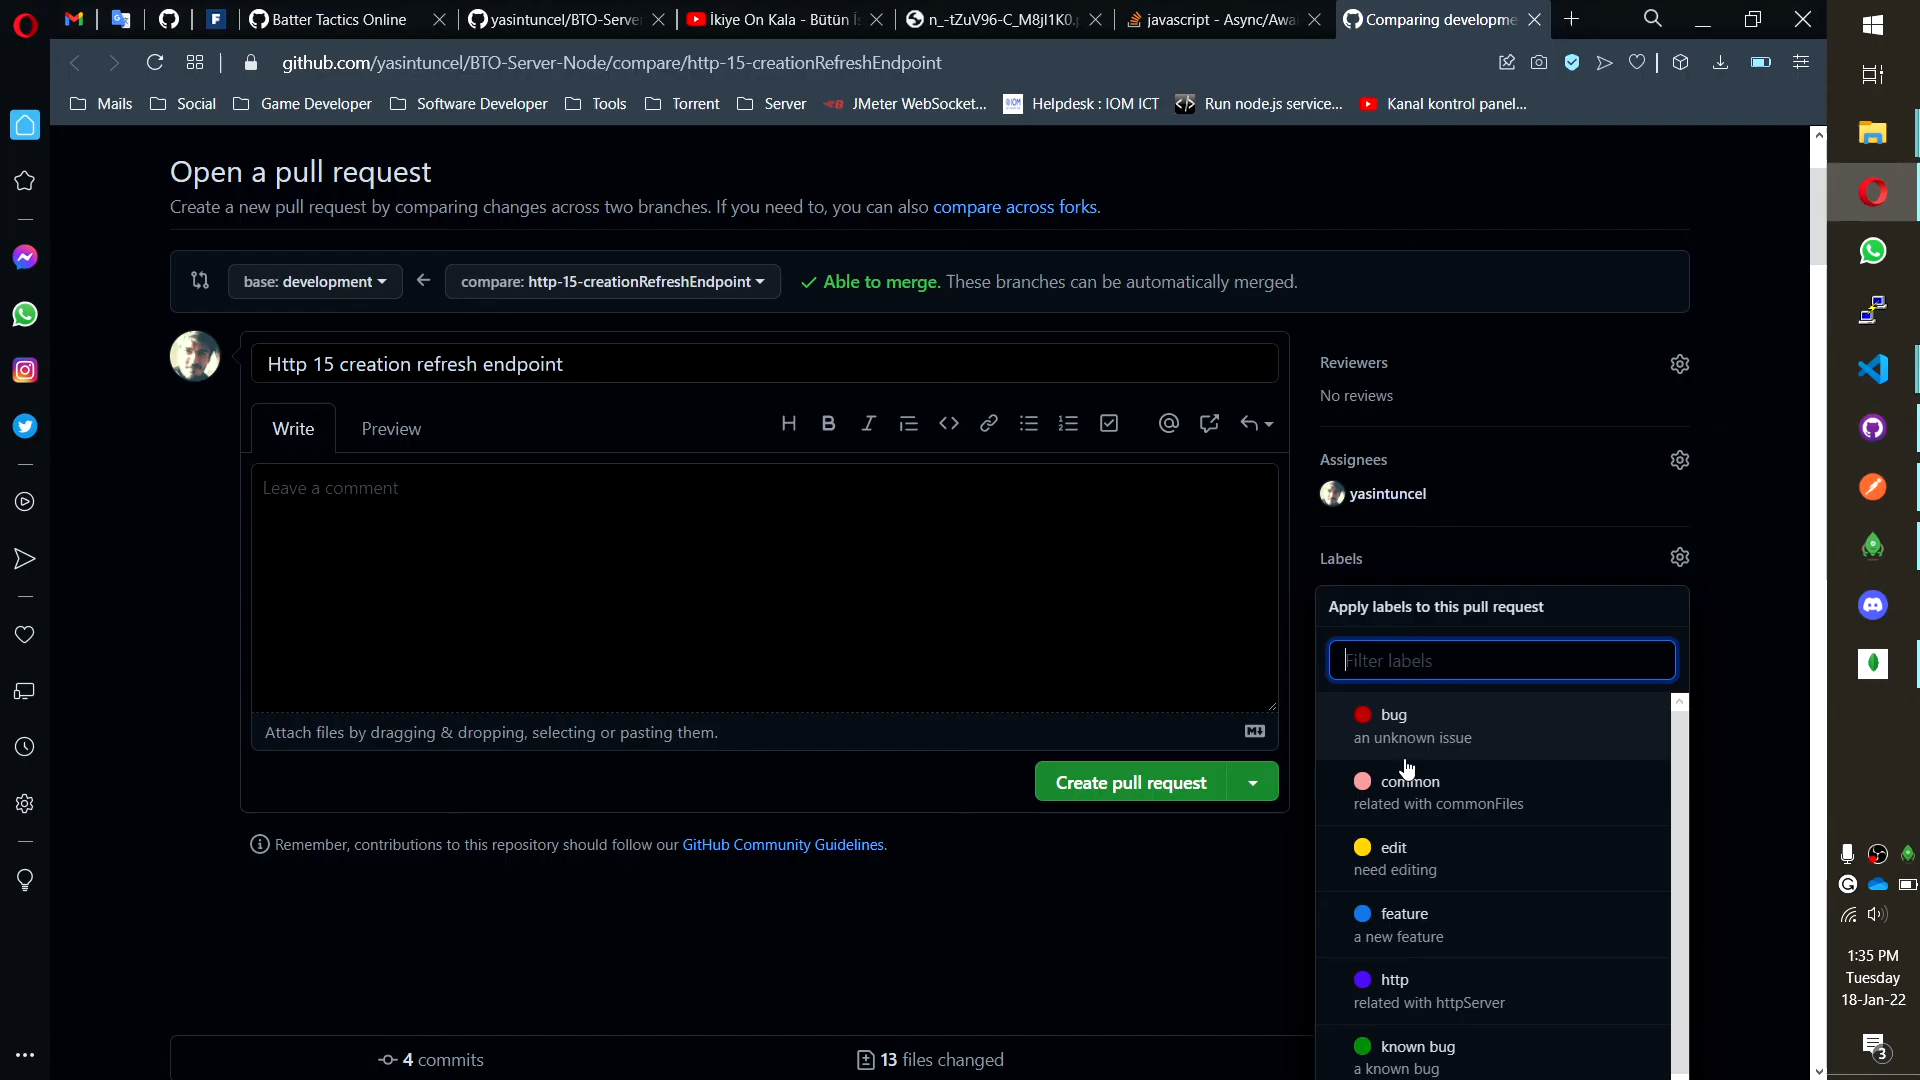 Batter Tactics Online
yasintuncel/BTO-Serve
İkiye On Kala - Bütün İs
n_-tZuV96-C_M8jI1K0.p
javascript - Async/Awa
Comparing developme
github.com/yasintuncel/BTO-Server-Node/compare/http-15-creationRefreshEndpoint
Mails
Social
Game Developer
Software Developer
Tools
Torrent
Server
JMeter WebSocket...
Helpdesk : IOM ICT
Run node.js service...
Kanal kontrol panel...
Open a pull request
Create a new pull request by comparing changes across two branches. If you need to, you can also compare across forks.
base: development
compare: http-15-creationRefreshEndpoint
Able to merge. These branches can be automatically merged.
Http 15 creation refresh endpoint
Write
Preview
Leave a comment
Attach files by dragging & dropping, selecting or pasting them.
Create pull request
Remember, contributions to this repository should follow our GitHub Community Guidelines.
4 commits
13 files changed
Reviewers
No reviews
Assignees
yasintuncel
Labels
Apply labels to this pull request
Filter labels
bug
an unknown issue
common
related with commonFiles
edit
need editing
feature
a new feature
http
related with httpServer
known bug
a known bug
1:35 PM
Tuesday
18-Jan-22
3